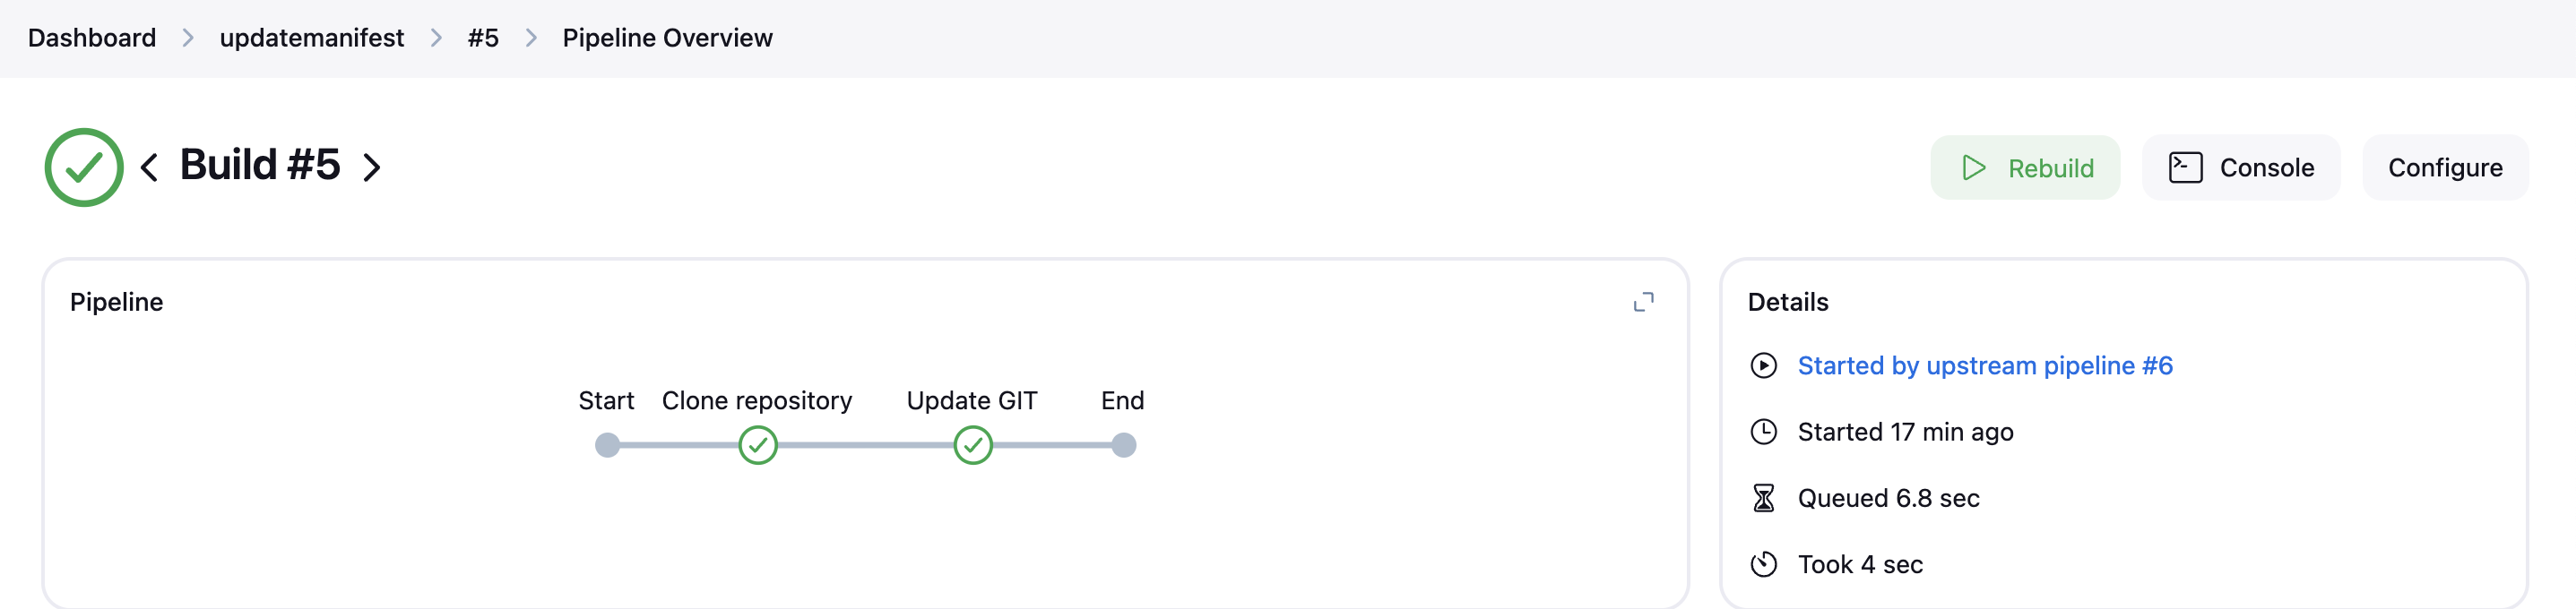 Dashboard > updatemanifest > #5 > Pipeline Overview
Build #5
Rebuild
Console
Configure
Pipeline
Start Clone repository Update GIT End
Details
Started by upstream pipeline #6
Started 17 min ago
Queued 6.8 sec
Took 4 sec